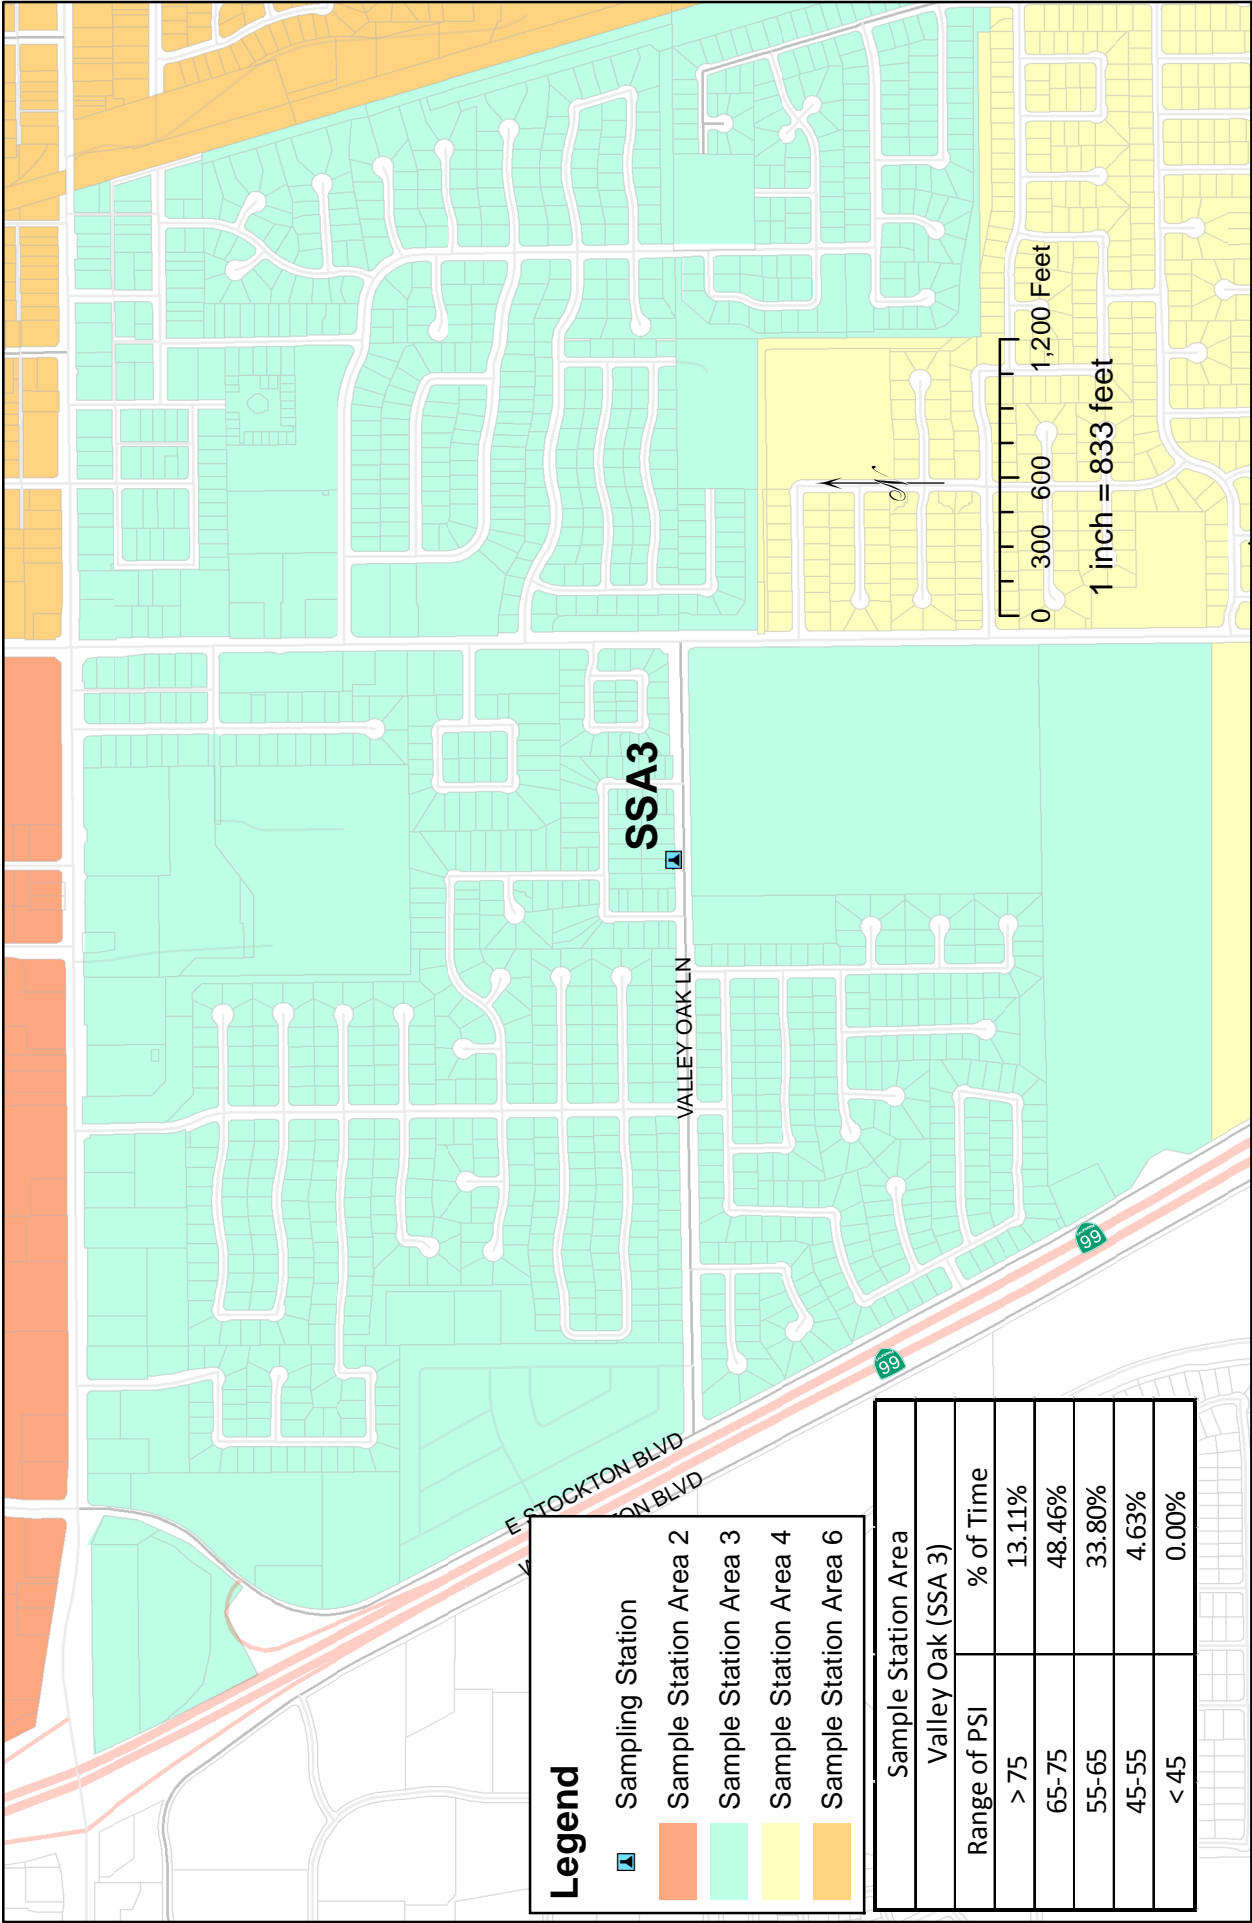 SSA3
VALLEY OAK LN
E STOCKTON BLVD
TON BLVD
99
99
N
0 300 600 1,200 Feet
1 inch = 833 feet
Legend
Sampling Station
Sample Station Area 2
Sample Station Area 3
Sample Station Area 4
Sample Station Area 6
Sample Station Area
Valley Oak (SSA 3)
Range of PSI % of Time
> 75 13.11%
65-75 48.46%
55-65 33.80%
45-55 4.63%
< 45 0.00%